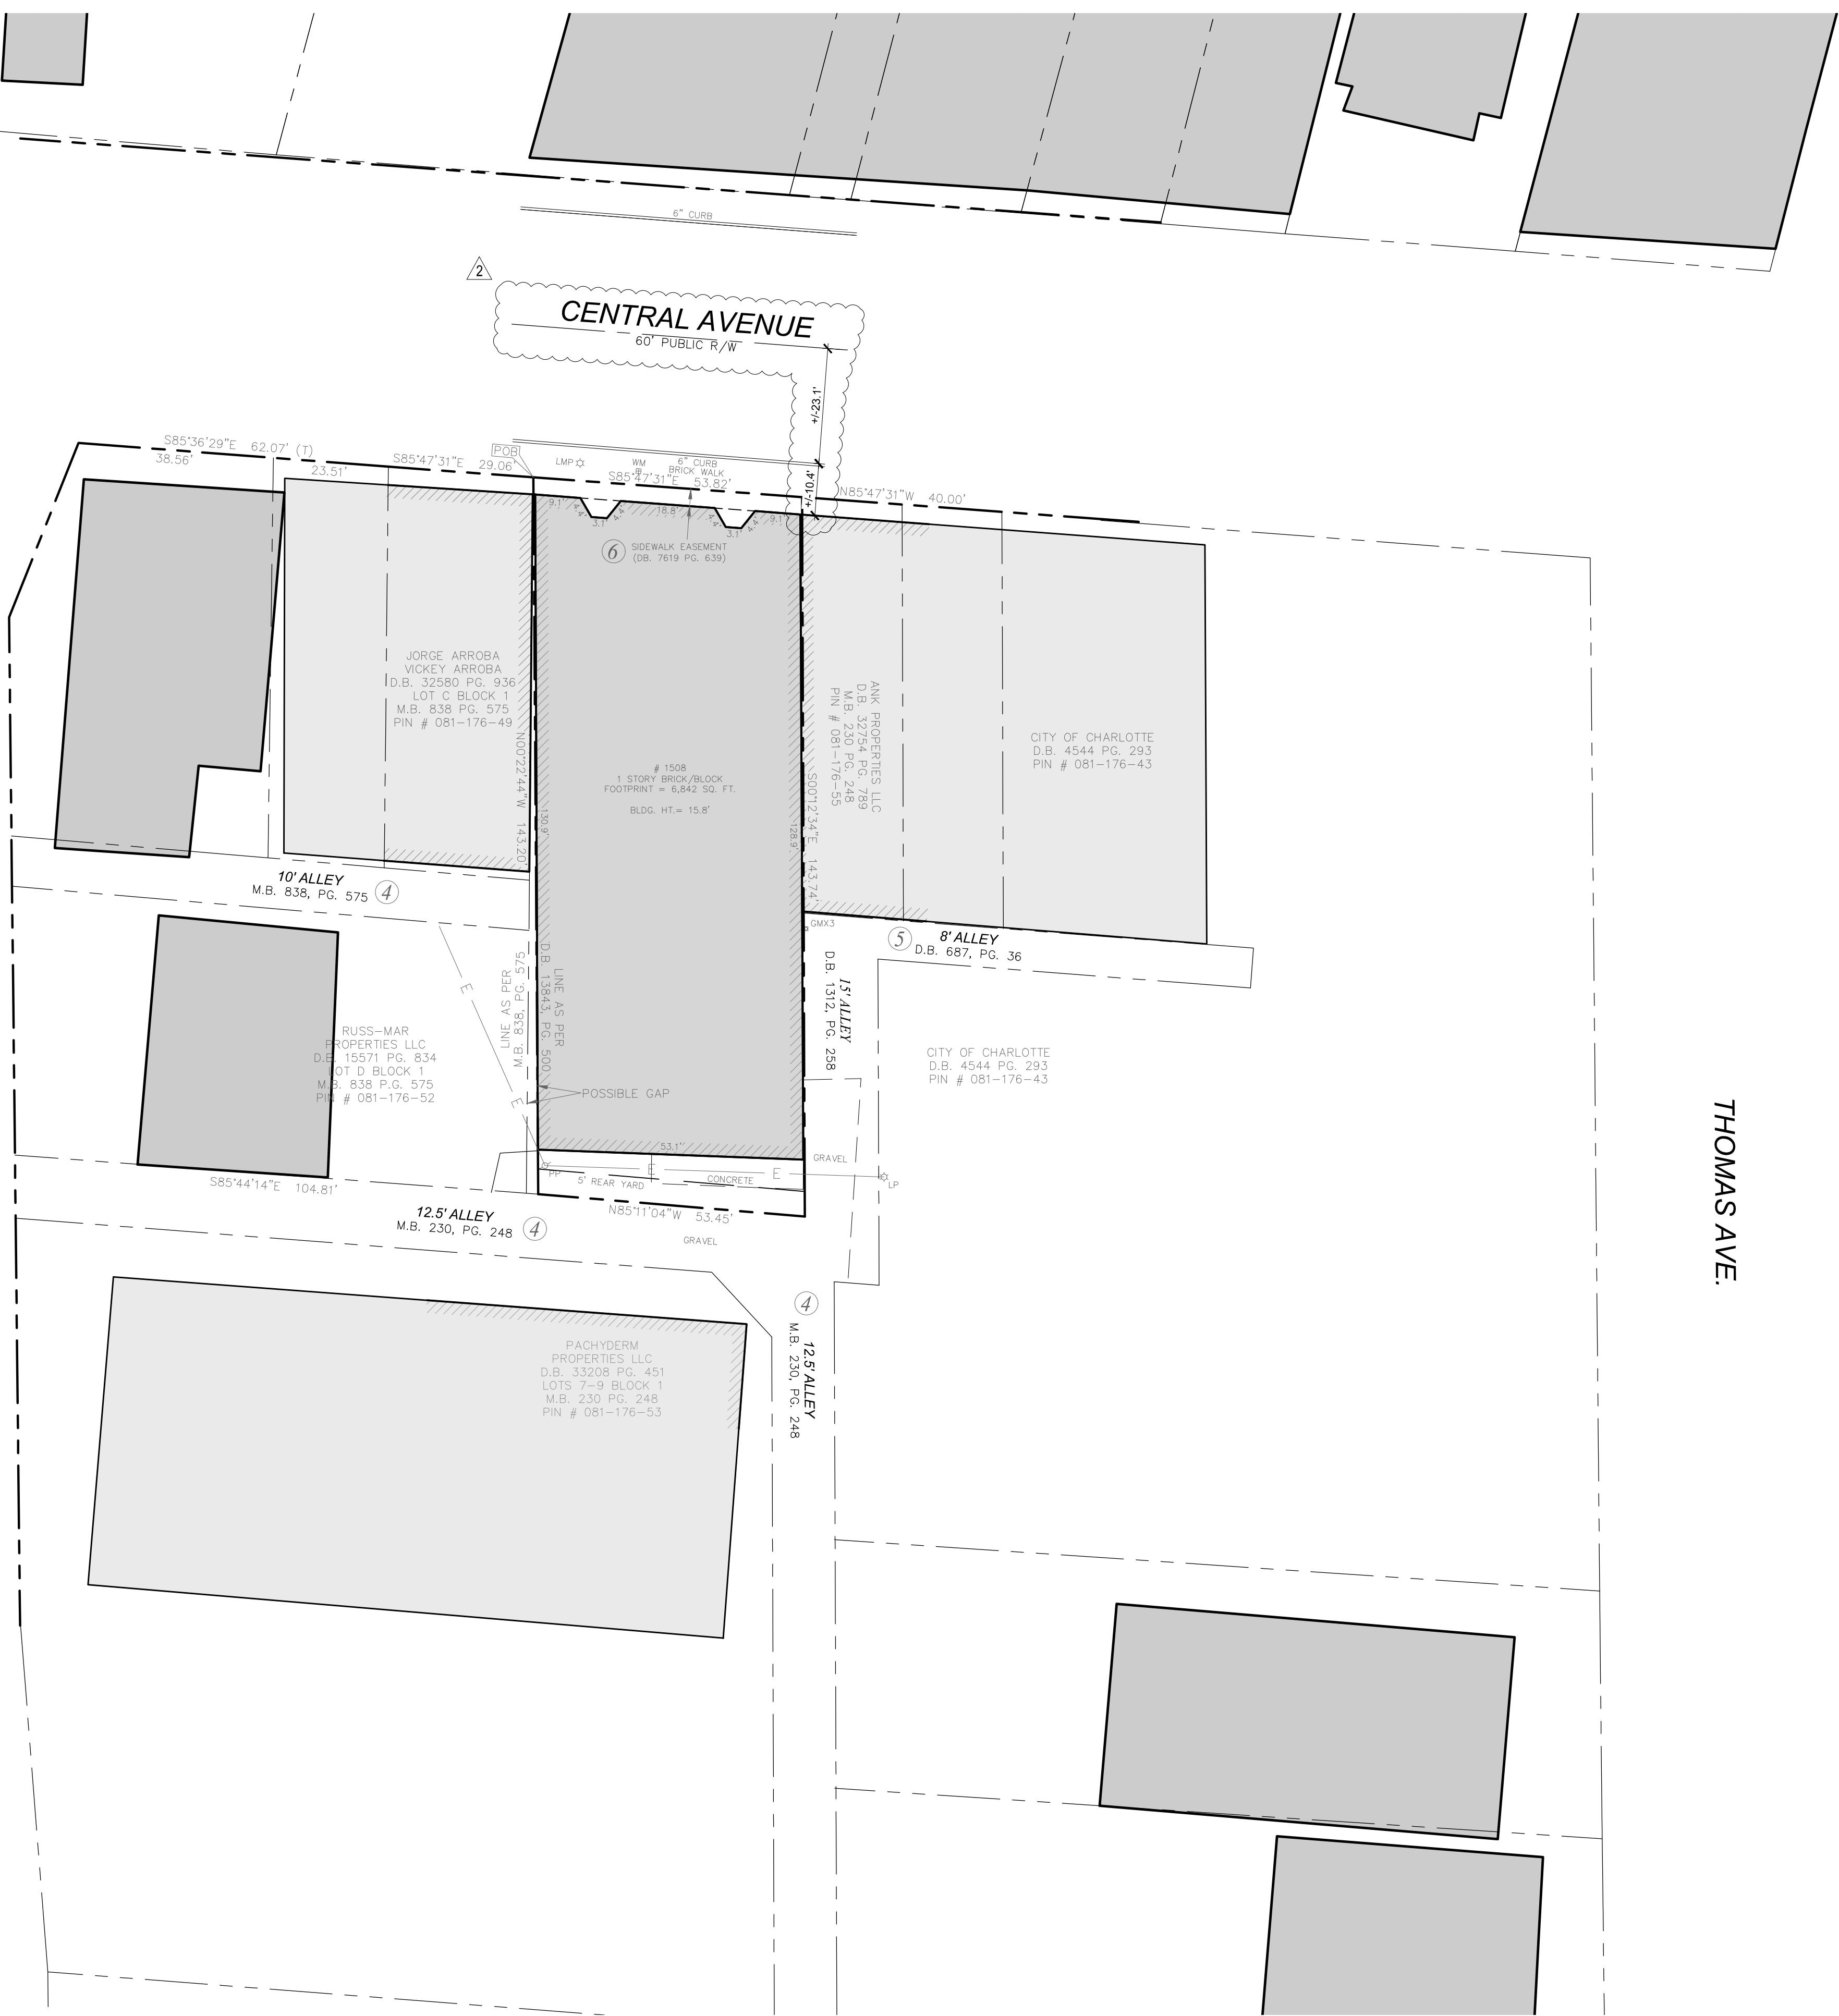 6" CURB
2
CENTRAL AVENUE
60' PUBLIC R/W
+/-23.1'
+/-10.4'
S85°36'29"E 62.07' (T)
38.56'
23.51'
S85°47'31"E 29.06'
POB
LMP
WM
6" CURB
BRICK WALK
S85°47'31"E 53.82'
N85°47'31"W 40.00'
9.1'
4.4'
3.1'
4.4'
18.8'
4.4'
3.1'
4.4'
9.1'
6
SIDEWALK EASEMENT
(DB. 7619 PG. 639)
JORGE ARROBA
VICKEY ARROBA
D.B. 32580 PG. 936
LOT C BLOCK 1
M.B. 838 PG. 575
PIN # 081-176-49
N00°22'44"W 143.20'
130.9'
# 1508
1 STORY BRICK/BLOCK
FOOTPRINT = 6,842 SQ. FT.
BLDG. HT.= 15.8'
128.9'
S00°12'34"E 143.74'
ANK PROPERTIES LLC
D.B. 32754 PG. 789
M.B. 230 PG. 248
PIN # 081-176-55
CITY OF CHARLOTTE
D.B. 4544 PG. 293
PIN # 081-176-43
10' ALLEY
M.B. 838, PG. 575
4
GMX3
5
8' ALLEY
D.B. 687, PG. 36
15' ALLEY
D.B. 1312, PG. 258
LINE AS PER
M.B. 838, PG. 575
LINE AS PER
D.B. 13843, PG. 500
E
E
RUSS-MAR
PROPERTIES LLC
D.B. 15571 PG. 834
LOT D BLOCK 1
M.B. 838 P.G. 575
PIN # 081-176-52
POSSIBLE GAP
CITY OF CHARLOTTE
D.B. 4544 PG. 293
PIN # 081-176-43
THOMAS AVE.
53.1'
GRAVEL
PP
E
E
LP
5' REAR YARD
CONCRETE
S85°44'14"E 104.81'
N85°11'04"W 53.45'
12.5' ALLEY
M.B. 230, PG. 248
4
GRAVEL
4
12.5' ALLEY
M.B. 230, PG. 248
PACHYDERM
PROPERTIES LLC
D.B. 33208 PG. 451
LOTS 7-9 BLOCK 1
M.B. 230 PG. 248
PIN # 081-176-53